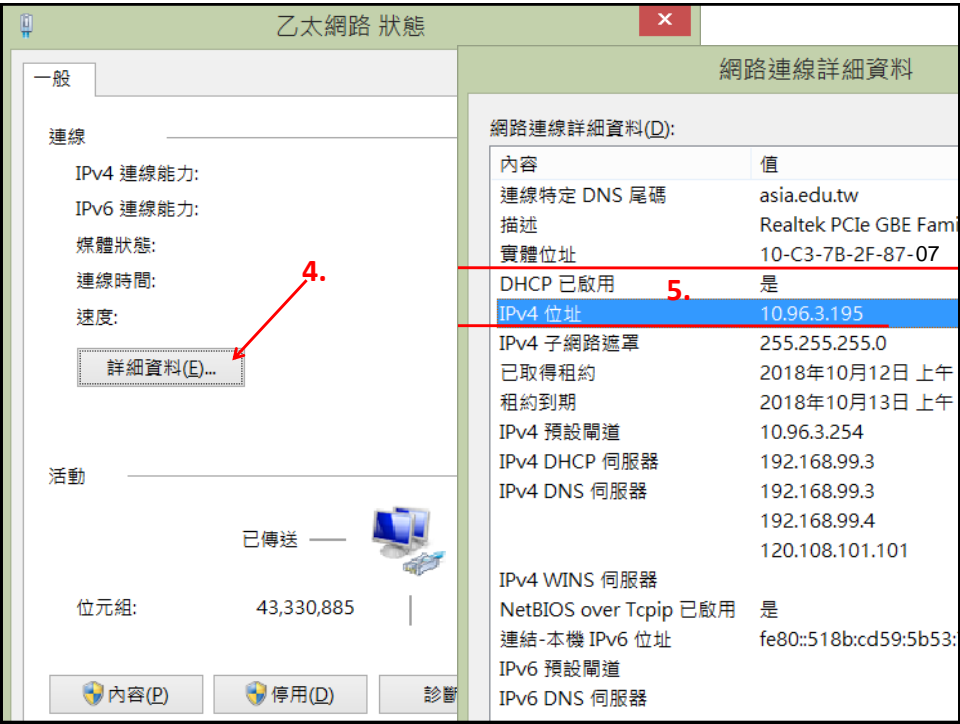 乙太網路 狀態
一般
連線
IPv4 連線能力:
IPv6 連線能力:
媒體狀態:
連線時間:
速度:
4.
詳細資料(E)...
活動
已傳送
位元組: 43,330,885
內容(P) 停用(D) 診斷
網路連線詳細資料
網路連線詳細資料(D):
內容 值
連線特定 DNS 尾碼 asia.edu.tw
描述 Realtek PCIe GBE Fami
實體位址 10-C3-7B-2F-87-07
DHCP 已啟用 是
5.
IPv4 位址 10.96.3.195
IPv4 子網路遮罩 255.255.255.0
已取得租約 2018年10月12日 上午
租約到期 2018年10月13日 上午
IPv4 預設閘道 10.96.3.254
IPv4 DHCP 伺服器 192.168.99.3
IPv4 DNS 伺服器 192.168.99.3
192.168.99.4
120.108.101.101
IPv4 WINS 伺服器
NetBIOS over Tcpip 已啟用 是
連結-本機 IPv6 位址 fe80::518b:cd59:5b53:
IPv6 預設閘道
IPv6 DNS 伺服器